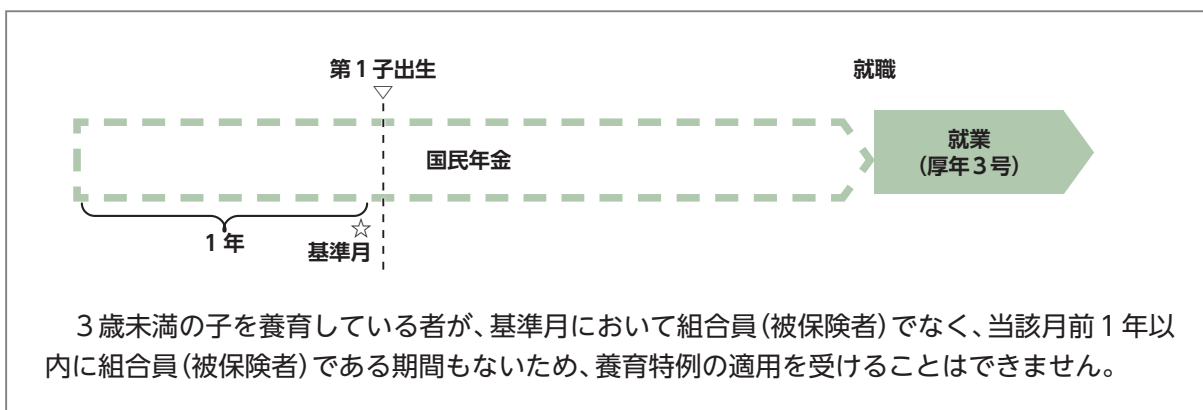 第1子出生
就職
▽
国民年金
就業
(厚年3号)
1年
☆
基準月
3歳未満の子を養育している者が、基準月において組合員(被保険者)でなく、当該月前1年以
内に組合員(被保険者)である期間もないため、養育特例の適用を受けることはできません。